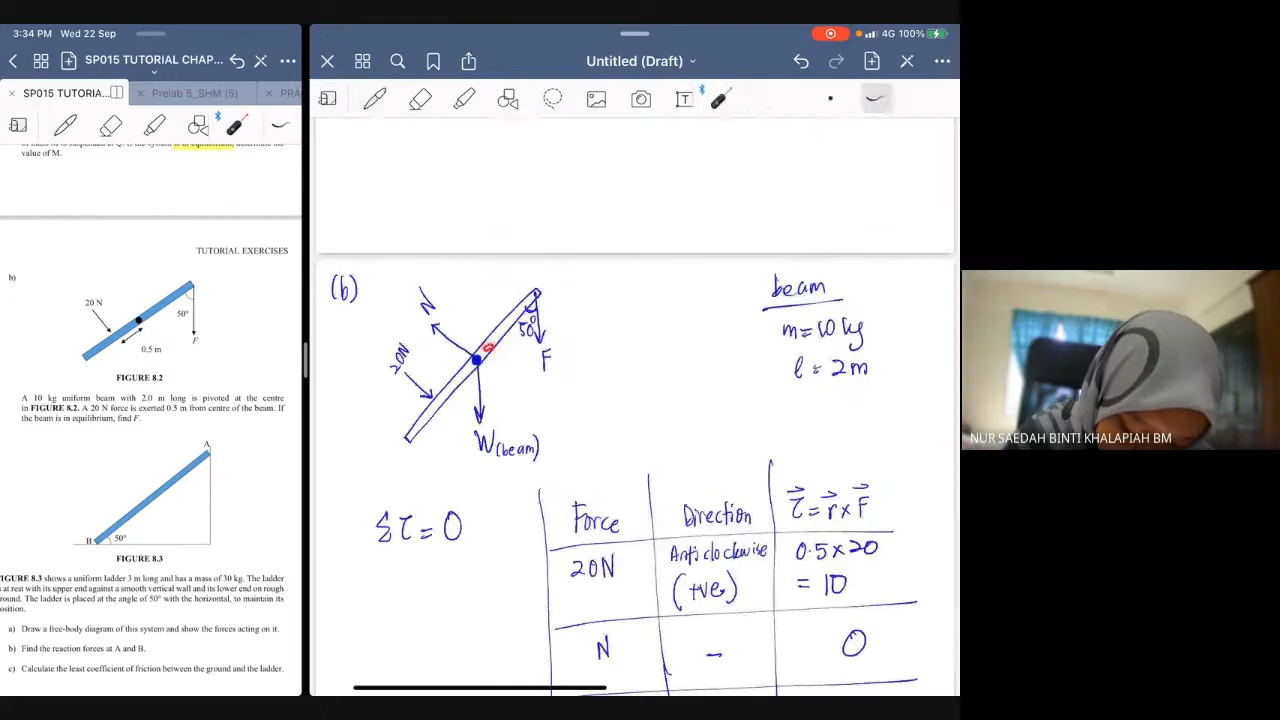 3:34 PM Wed 22 Sep
4G 100%
SP015 TUTORIAL CHAP...
Untitled (Draft)
SP015 TUTORIA...
Prelab 5_SHM (5)
PRA
value of M.
TUTORIAL EXERCISES
b)
20 N
50°
F
0.5 m
FIGURE 8.2
A 10 kg uniform beam with 2.0 m long is pivoted at the centre
in FIGURE 8.2. A 20 N force is exerted 0.5 m from centre of the beam. If
the beam is in equilibrium, find F.
A
B
50°
FIGURE 8.3
FIGURE 8.3 shows a uniform ladder 3 m long and has a mass of 30 kg. The ladder
is at rest with its upper end against a smooth vertical wall and its lower end on rough
ground. The ladder is placed at the angle of 50° with the horizontal, to maintain its
position.
a) Draw a free-body diagram of this system and show the forces acting on it.
b) Find the reaction forces at A and B.
c) Calculate the least coefficient of friction between the ground and the ladder.
(b)
N
50°
F
20N
W(beam)
beam
m=10 kg
l = 2m
Στ = 0
Force
Direction
τ⃗ = r⃗ × F⃗
20N
Anticlockwise
(+ve)
0.5 × 20
= 10
N
-
0
NUR SAEDAH BINTI KHALAPIAH BM